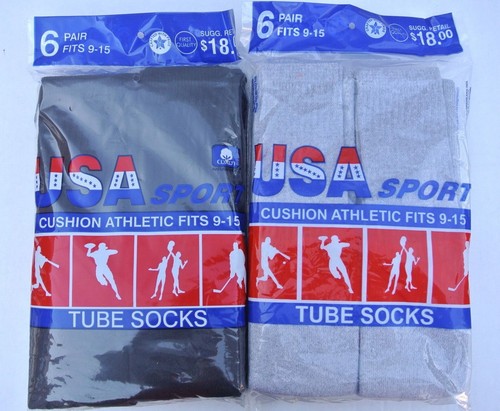 6 PAIR
FITS 9-15
FIRST QUALITY
SUGG. RE
$18.
USA SPORT
CUSHION ATHLETIC FITS 9-15
TUBE SOCKS
6 PAIR
FITS 9-15
SUGG. RETAIL
$18.00
USA SPORT
CUSHION ATHLETIC FITS 9-15
TUBE SOCKS